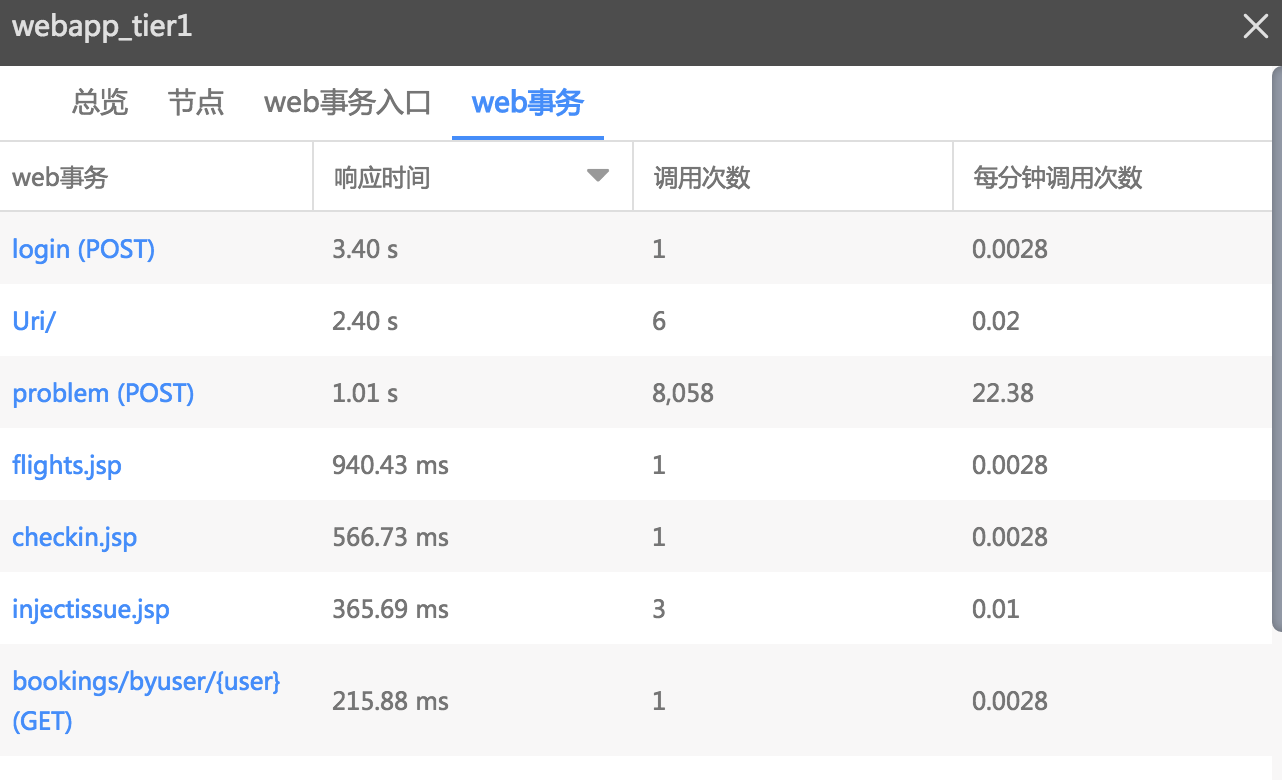 webapp_tier1
总览 节点 web事务入口 web事务
web事务 响应时间 调用次数 每分钟调用次数
login (POST) 3.40 s 1 0.0028
Uri/ 2.40 s 6 0.02
problem (POST) 1.01 s 8,058 22.38
flights.jsp 940.43 ms 1 0.0028
checkin.jsp 566.73 ms 1 0.0028
injectissue.jsp 365.69 ms 3 0.01
bookings/byuser/{user}
(GET) 215.88 ms 1 0.0028